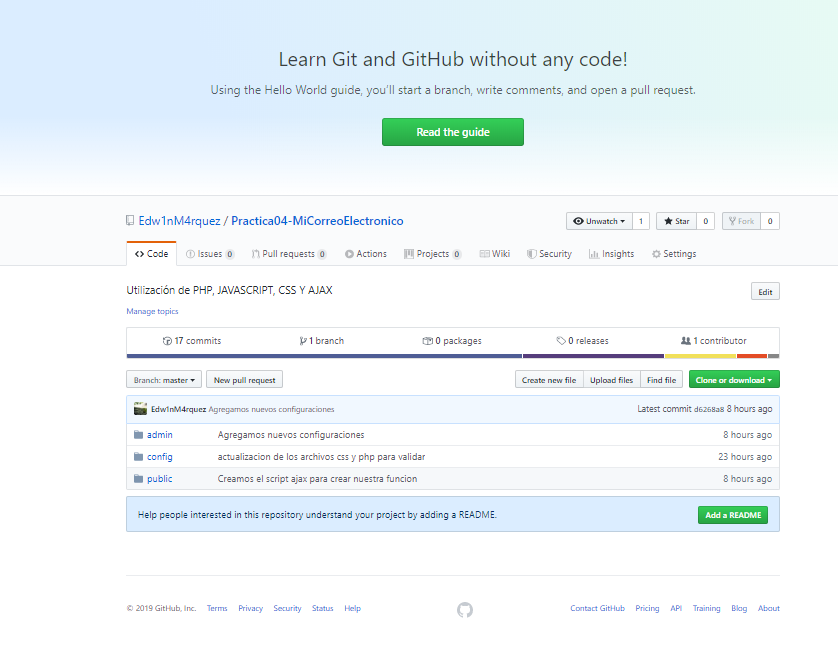 Learn Git and GitHub without any code!
Using the Hello World guide, you'll start a branch, write comments, and open a pull request.
Read the guide
Edw1nM4rquez / Practica04-MiCorreoElectronico
Unwatch 1 Star 0 Fork 0
Code Issues 0 Pull requests 0 Actions Projects 0 Wiki Security Insights Settings
Utilización de PHP, JAVASCRIPT, CSS Y AJAX Edit
Manage topics
17 commits 1 branch 0 packages 0 releases 1 contributor
Branch: master New pull request Create new file Upload files Find file Clone or download
Edw1nM4rquez Agregamos nuevos configuraciones Latest commit d6268a8 8 hours ago
admin Agregamos nuevos configuraciones 8 hours ago
config actualizacion de los archivos css y php para validar 23 hours ago
public Creamos el script ajax para crear nuestra funcion 8 hours ago
Help people interested in this repository understand your project by adding a README. Add a README
© 2019 GitHub, Inc. Terms Privacy Security Status Help Contact GitHub Pricing API Training Blog About